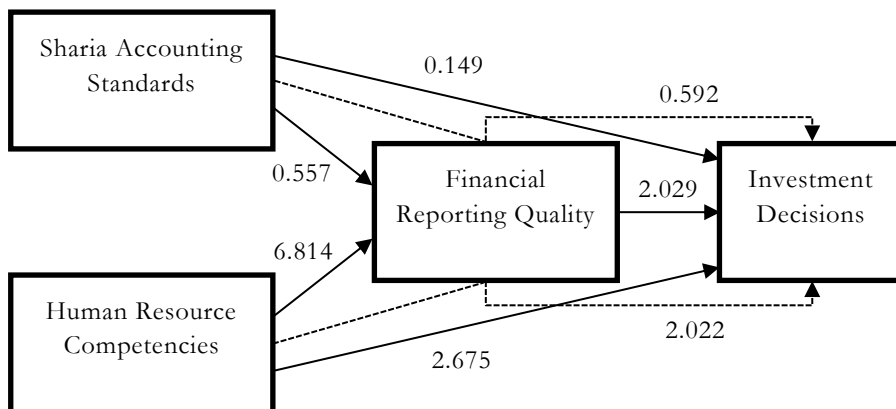 Sharia Accounting
Standards
0.149
0.592
0.557
Financial
Reporting Quality
2.029
Investment
Decisions
6.814
Human Resource
Competencies
2.675
2.022